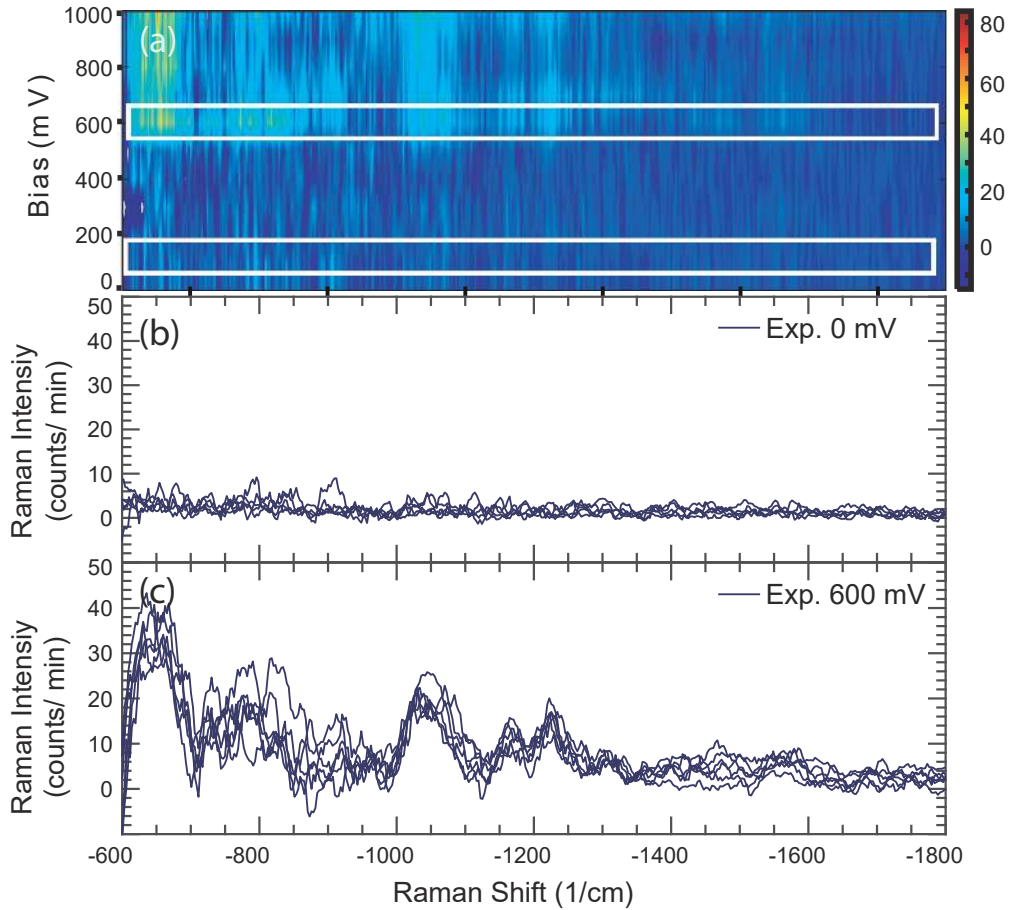 1000
800
600
400
200
0
Bias (m V)
(a)
80
60
40
20
0
50
40
30
20
10
0
Raman Intensiy
(counts/ min)
(b)
Exp. 0 mV
50
40
30
20
10
0
Raman Intensiy
(counts/ min)
(c)
Exp. 600 mV
-600 -800 -1000 -1200 -1400 -1600 -1800
Raman Shift (1/cm)